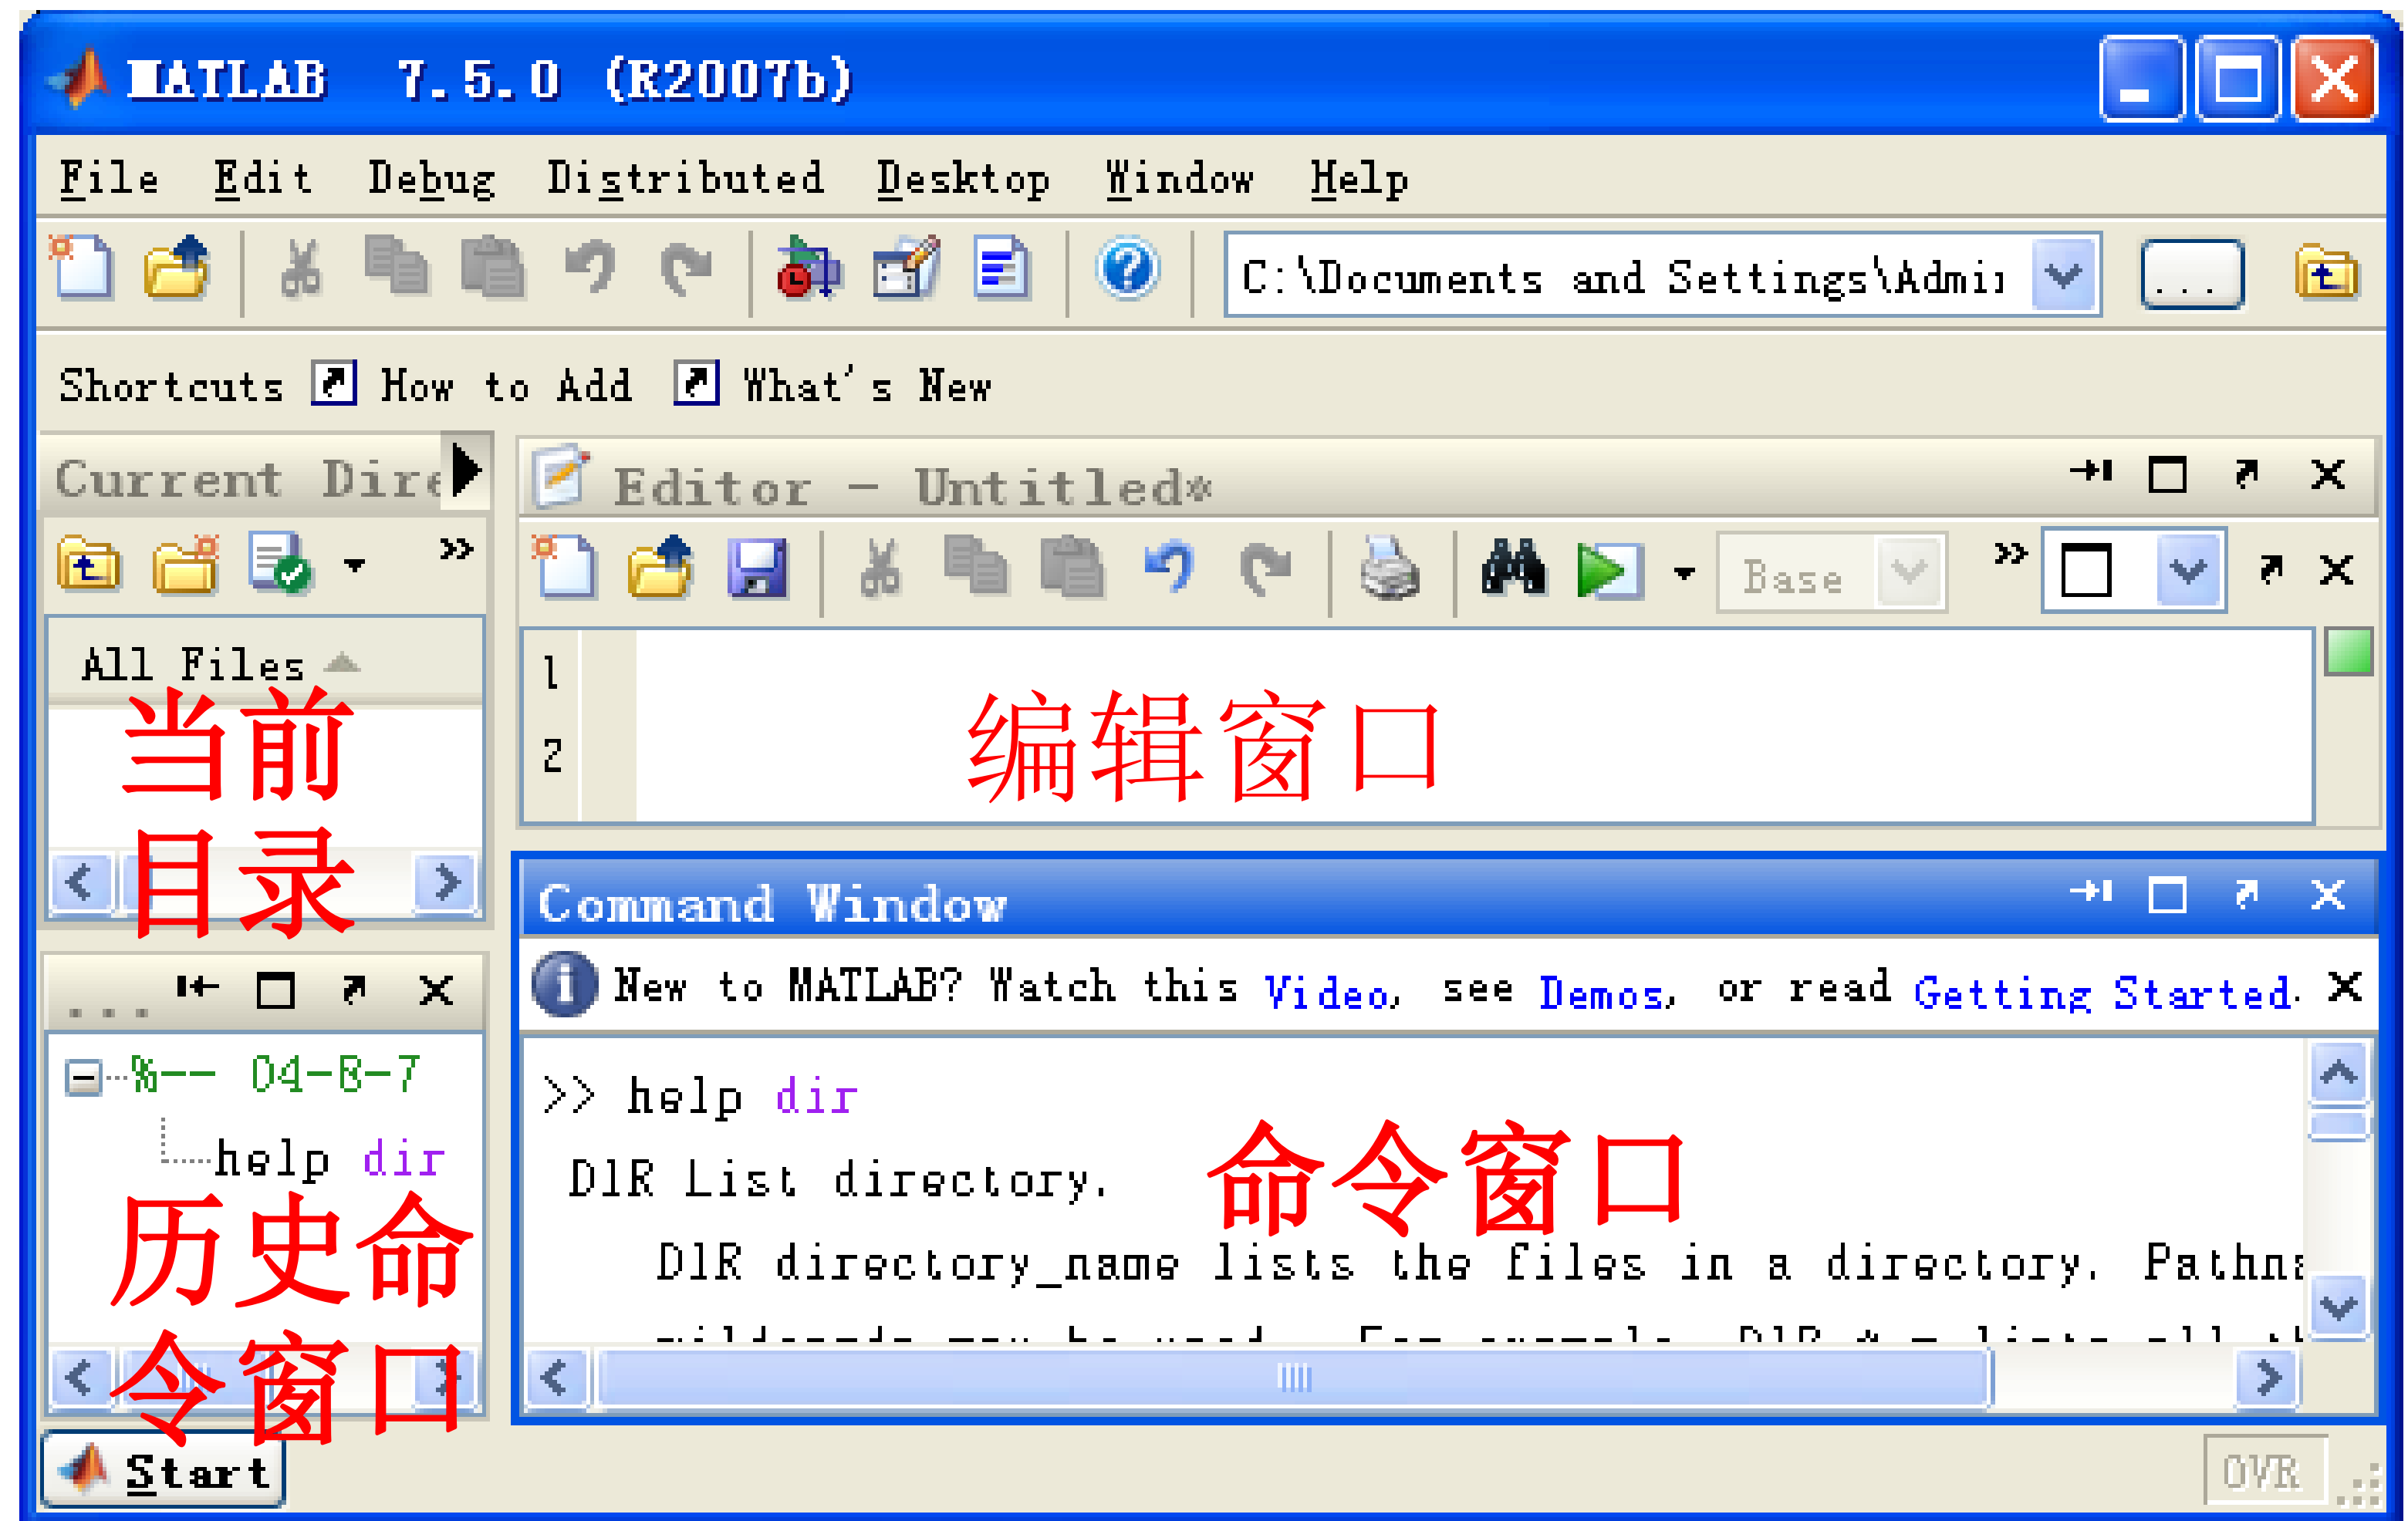 MATLAB 7.5.0 (R2007b)
File Edit Debug Distributed Desktop Window Help
C:\Documents and Settings\Admi
...
Shortcuts How to Add What's New
Current Dire
Editor - Untitled*
Base
All Files
1
2
当前
目录
编辑窗口
Command Window
New to MATLAB? Watch this Video, see Demos, or read Getting Started.
...
%-- 04-8-7
help dir
历史命
令窗口
>> help dir
DIR List directory.
命令窗口
DIR directory_name lists the files in a directory. Pathna
Start
OVR